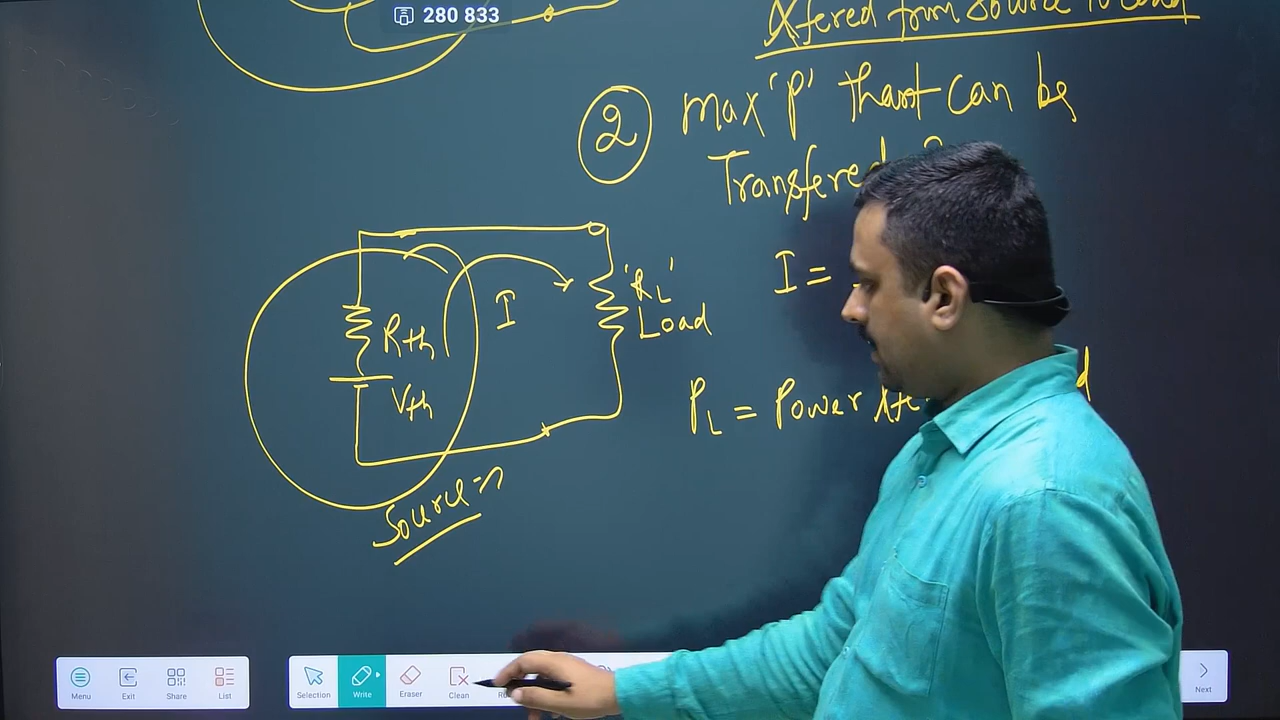 280 833
Xfered from source to Load
② max 'P' that can be
Transfered
'RL'
Load
I
I =
Rth
Vth
PL = Power Xfe
Source
Menu Exit Share List Selection Write Eraser Clean Next